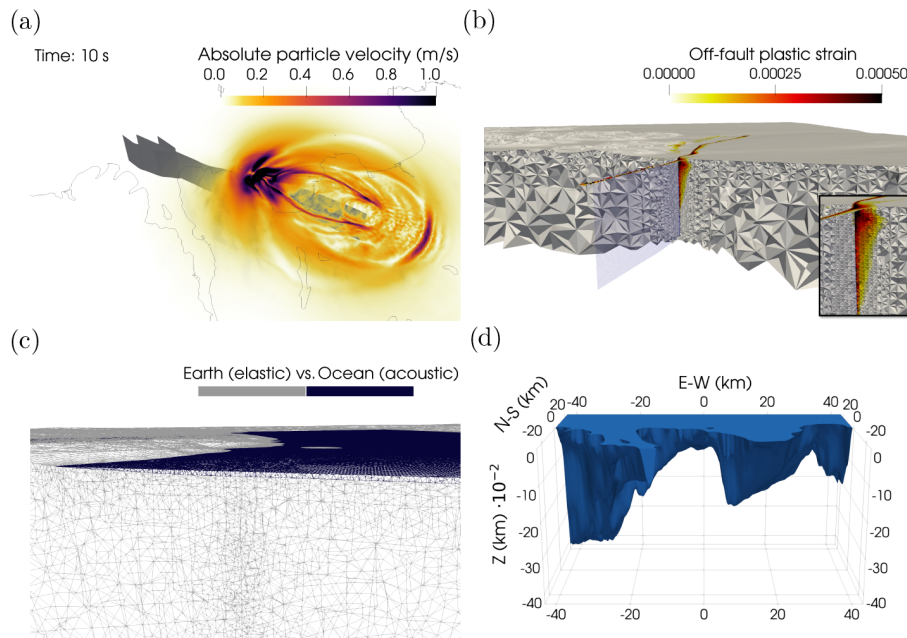 (a)
Time: 10 s
Absolute particle velocity (m/s)
0.0 0.2 0.4 0.6 0.8 1.0
(b)
Off-fault plastic strain
0.00000 0.00025 0.00050
(c)
Earth (elastic) vs. Ocean (acoustic)
(d)
E-W (km)
N-S (km)
20 -40 -20 0 20 40 20
0 0
-20 -20
0 0
-10 -10
-20 -20
-30 -30
-40 -40
Z (km) ·10⁻²
-40 -20 0 20 40